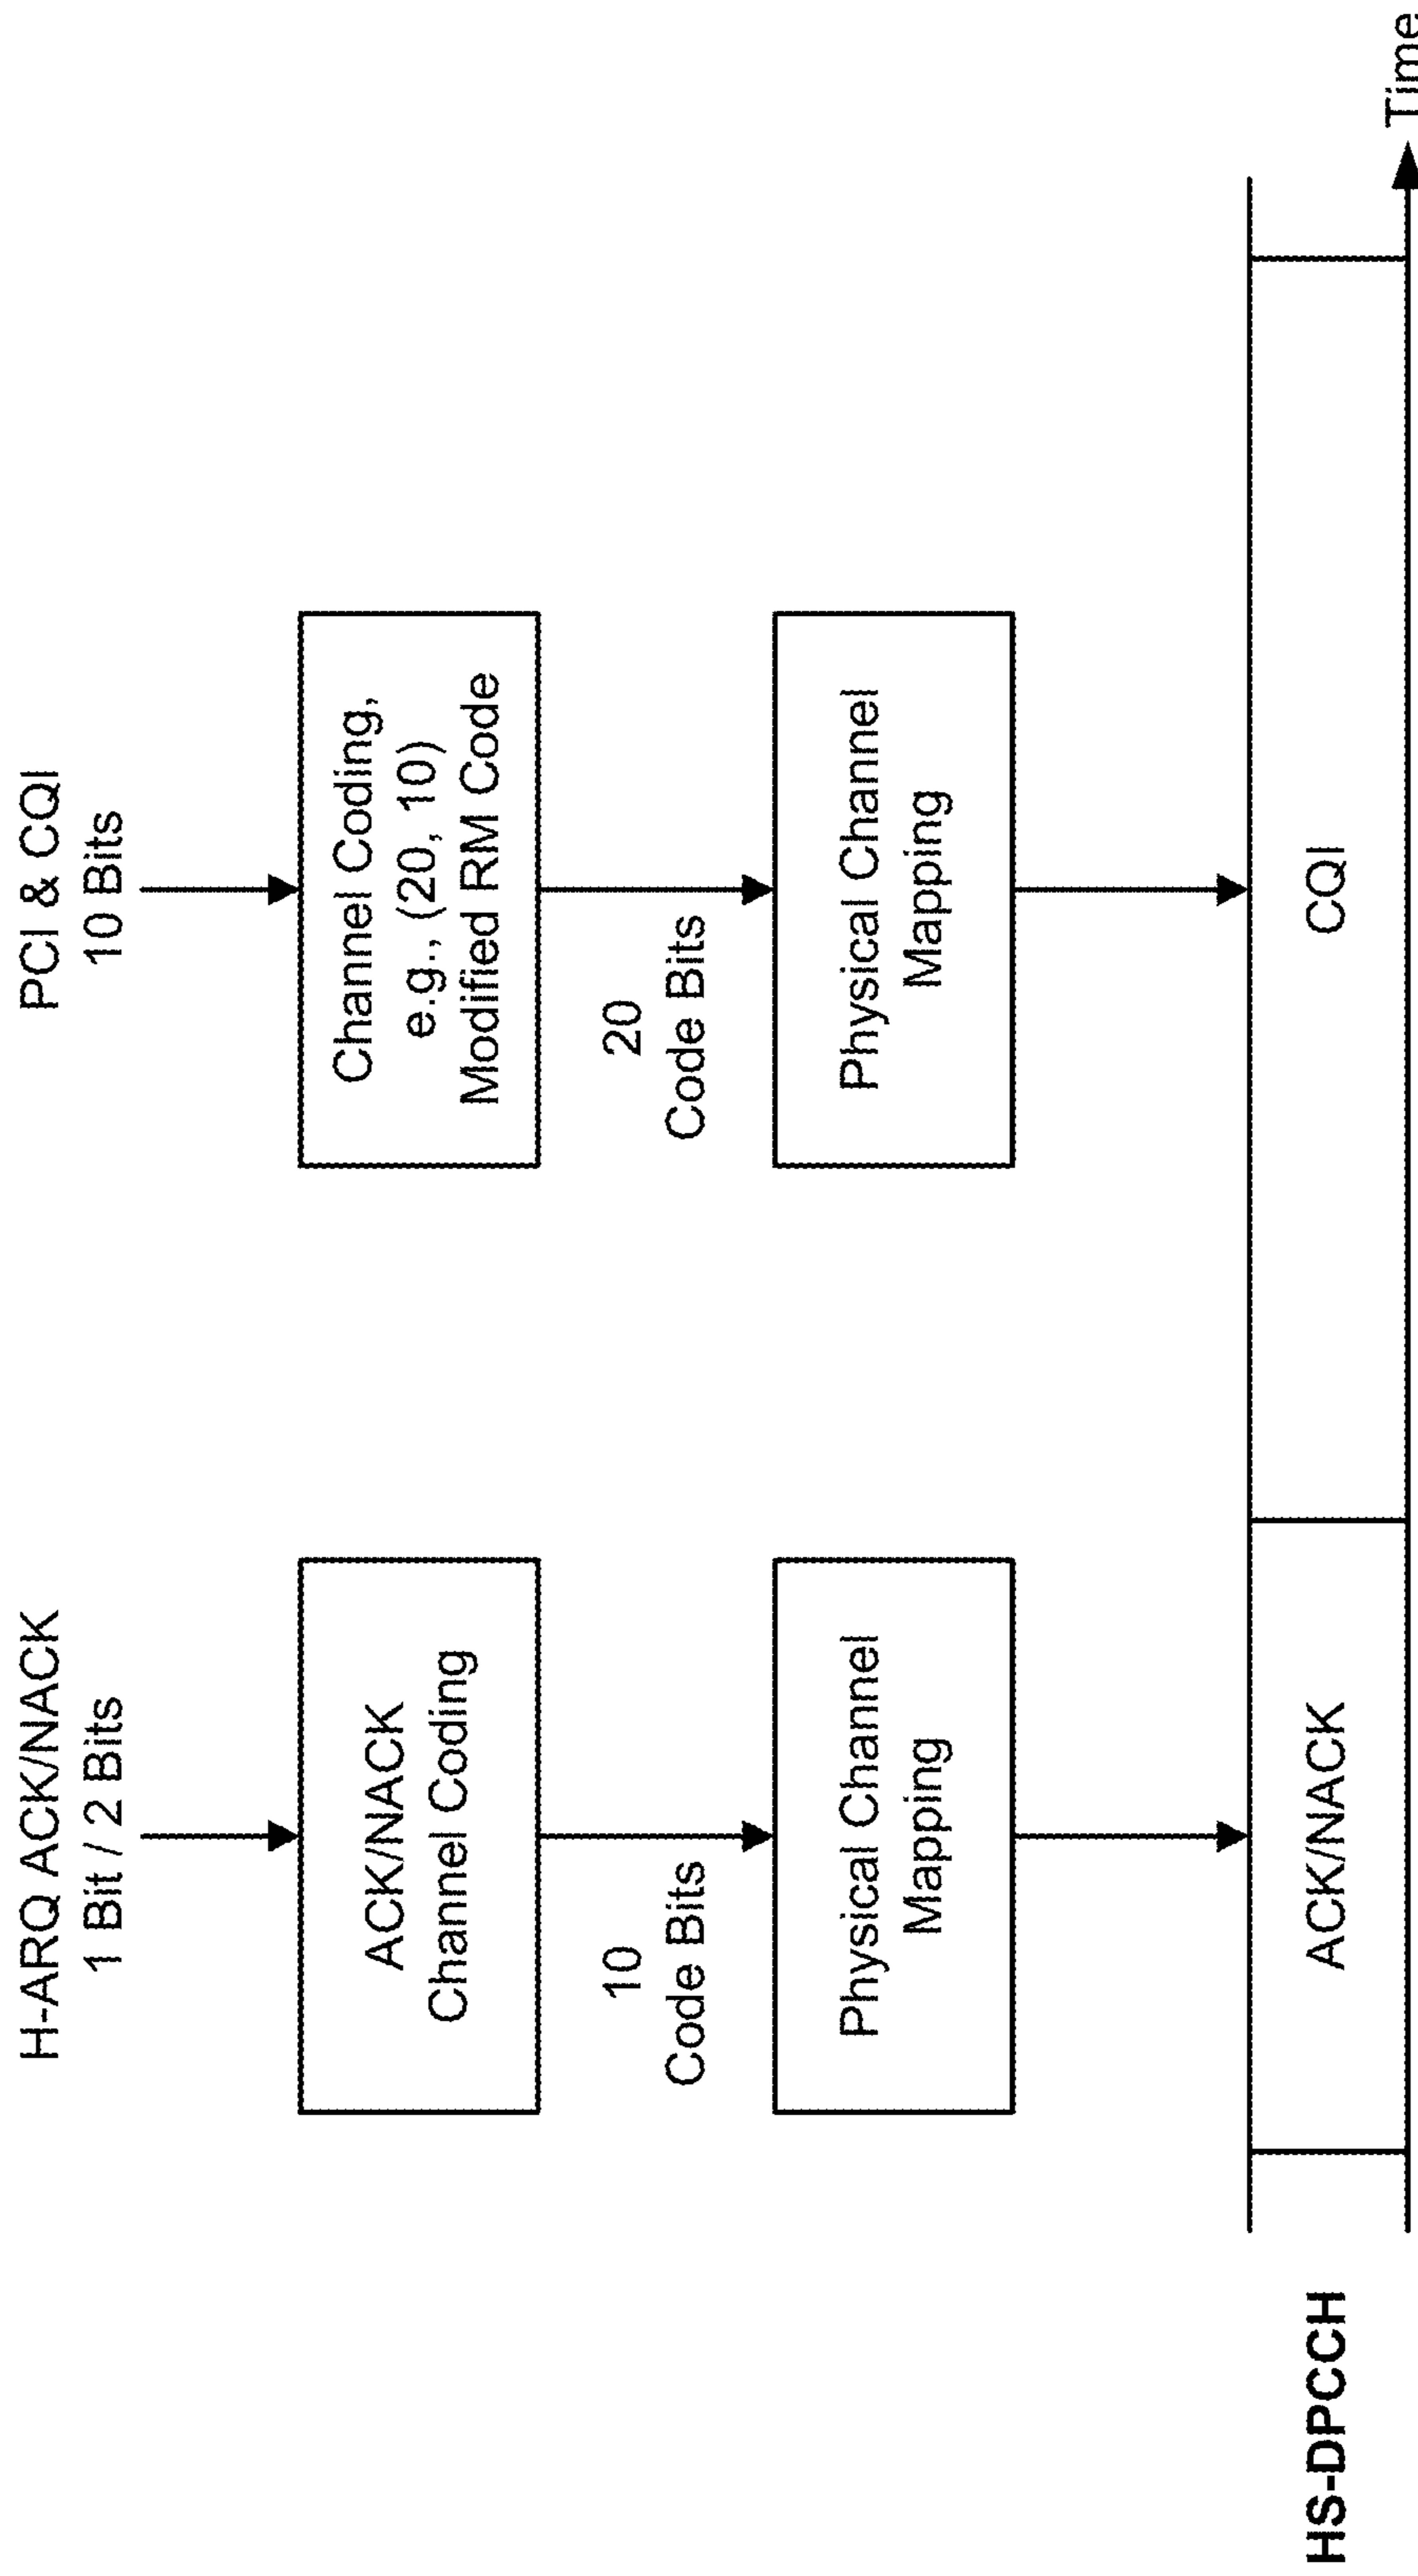 H-ARQ ACK/NACK
1 Bit / 2 Bits
ACK/NACK
Channel Coding
10
Code Bits
Physical Channel
Mapping
PCI & CQI
10 Bits
Channel Coding,
e.g., (20, 10)
Modified RM Code
20
Code Bits
Physical Channel
Mapping
HS-DPCCH
ACK/NACK
CQI
Time